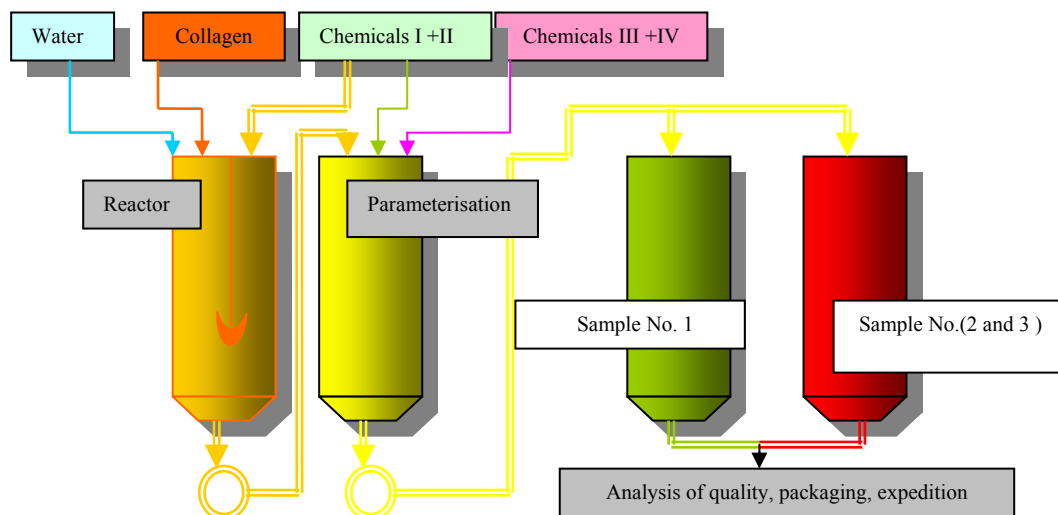 Water
Collagen
Chemicals I +II
Chemicals III +IV
Reactor
Parameterisation
Sample No. 1
Sample No.(2 and 3 )
Analysis of quality, packaging, expedition